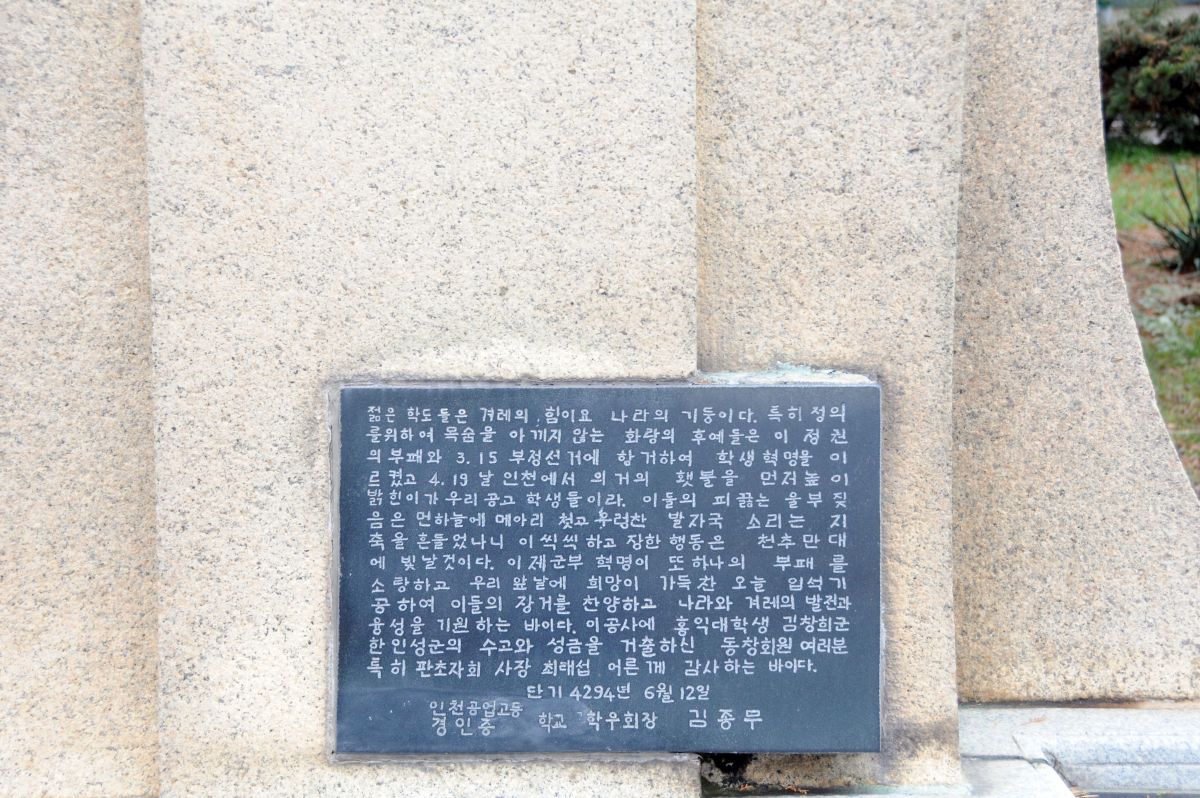 젊은 학도들은 겨레의 힘이요 나라의 기둥이다. 특히 정의
를위하여 목숨을 아끼지 않는 화랑의 후예들은 이 정권
의부패와 3.15 부정선거에 항거하여 학생혁명을 이
르켰고 4.19 날 인천에서 의거의 횃불을 먼저높이
밝힌이가 우리공고 학생들이라. 이들의 피끓는 울부짖
음은 먼하늘에 메아리 첫고 우렁찬 발자국 소리는 지
축을 흔들었나니 이 씩씩하고 장한 행동은 천추만대
에 빛날것이다. 이제군부 혁명이 또하나의 부패를
소탕하고 우리 앞날에 희망이 가득찬 오늘 입석기
공하여 이들의 장거를 찬양하고 나라와 겨레의 발전과
융성을 기원하는 바이다. 이공사에 홍익대학생 김창희군
한인성군의 수고와 성금을 거출하신 동창회원 여러분
특히 판초자회 사장 최태섭 어른께 감사하는 바이다.
단기 4294년 6월 12일
인천공업고등
경인종 학교 학우회장 김종무